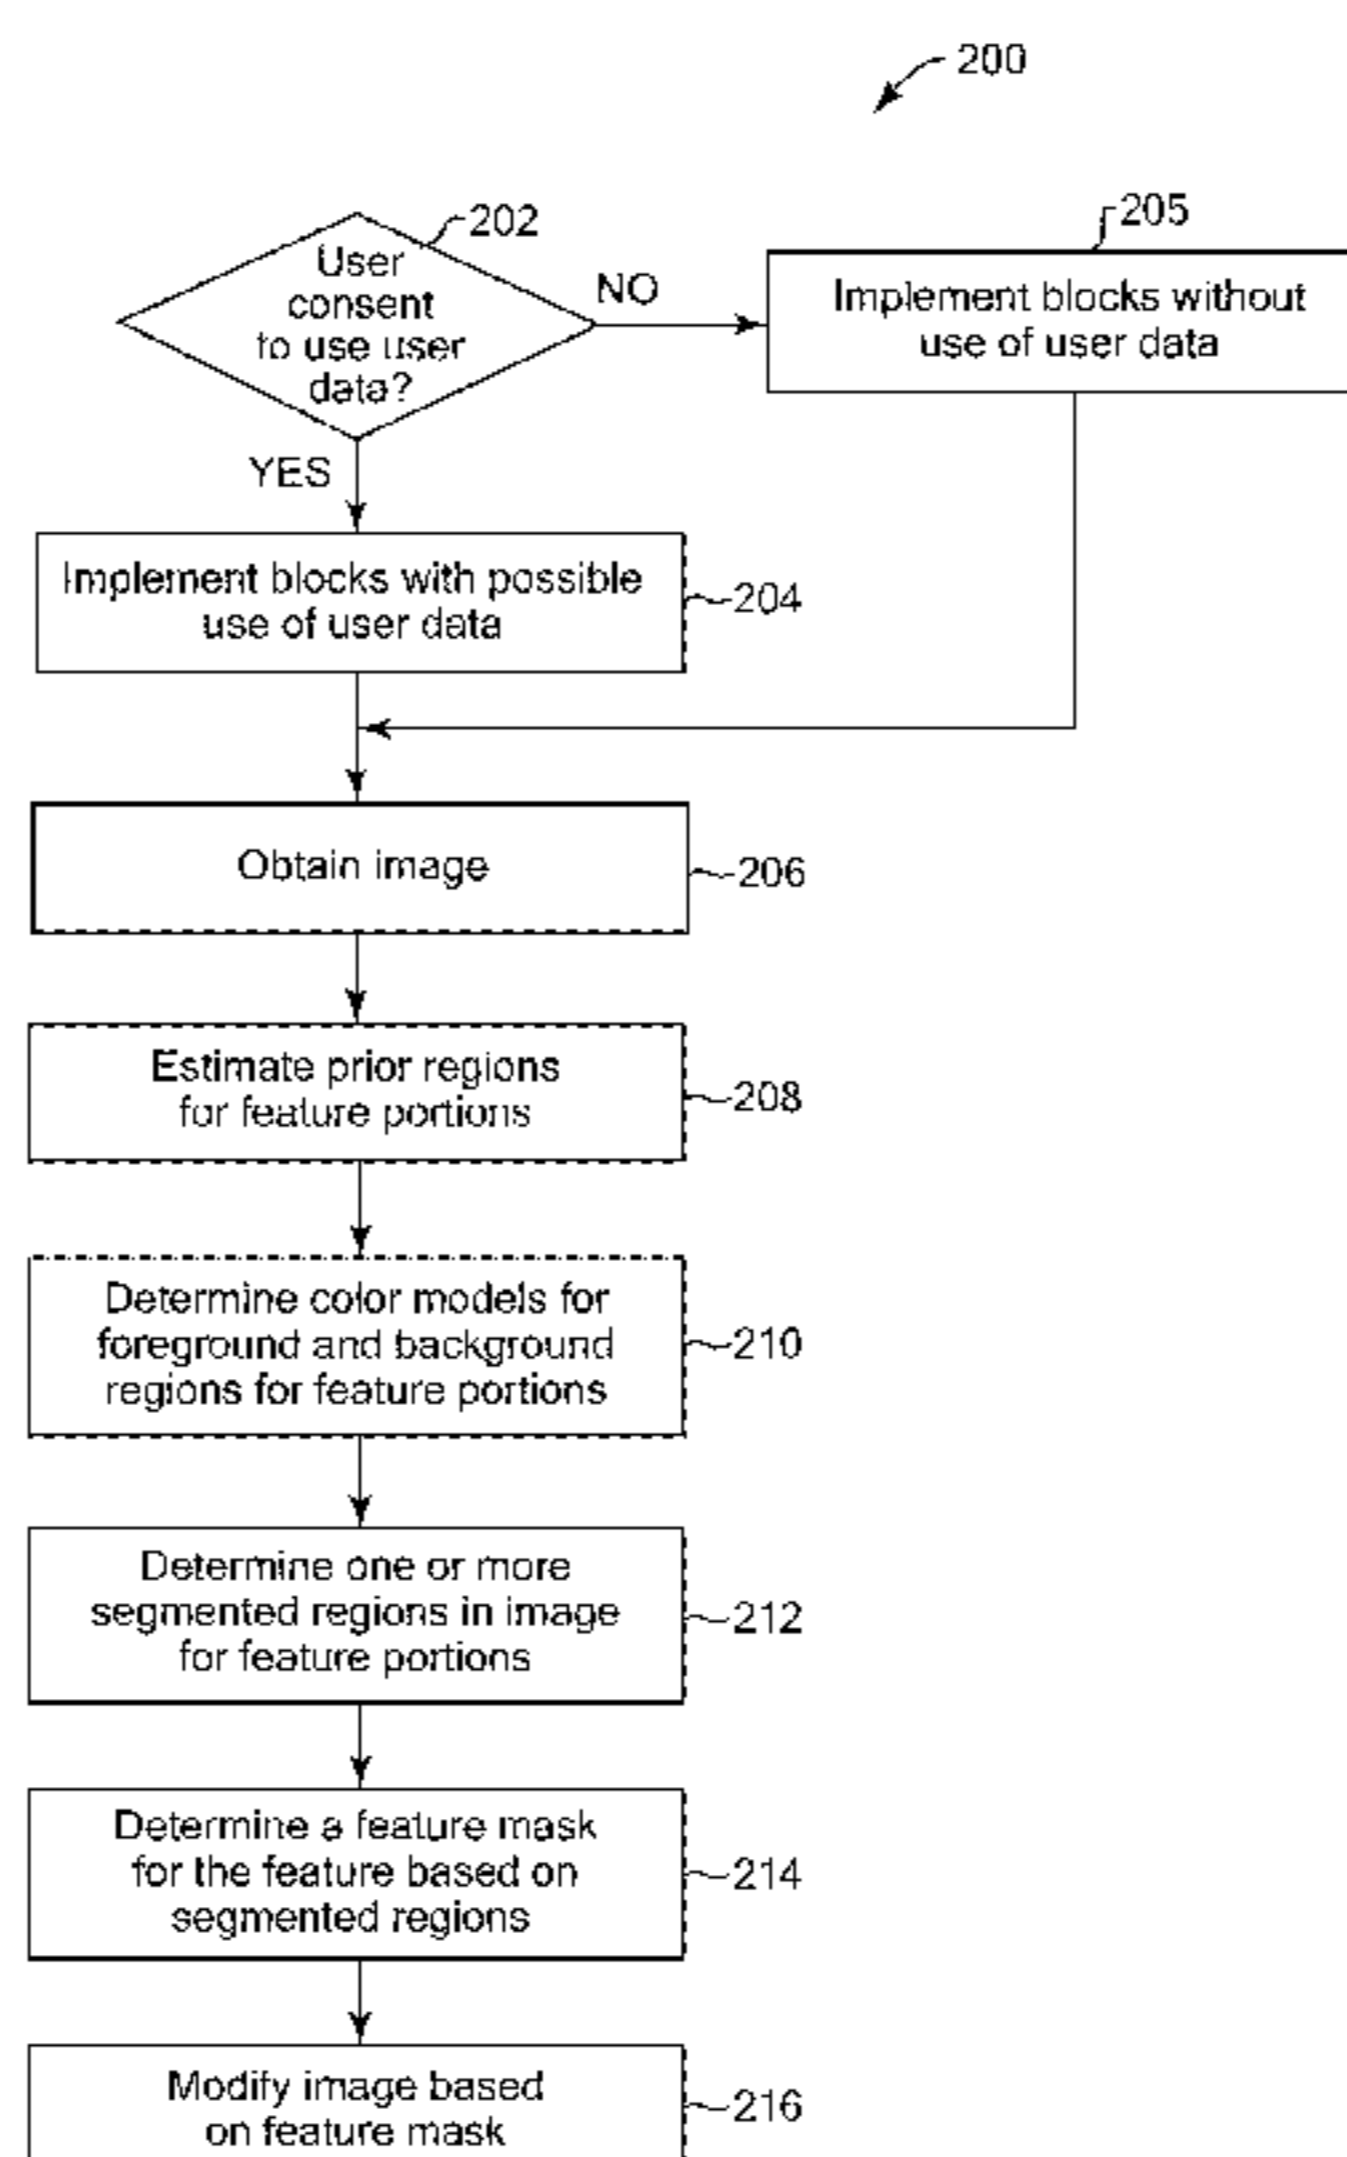 200
202
User
consent
to use user
data?
NO
205
Implement blocks without
use of user data
YES
Implement blocks with possible
use of user data
204
Obtain image
206
Estimate prior regions
for feature portions
208
Determine color models for
foreground and background
regions for feature portions
210
Determine one or more
segmented regions in image
for feature portions
212
Determine a feature mask
for the feature based on
segmented regions
214
Modify image based
on feature mask
216